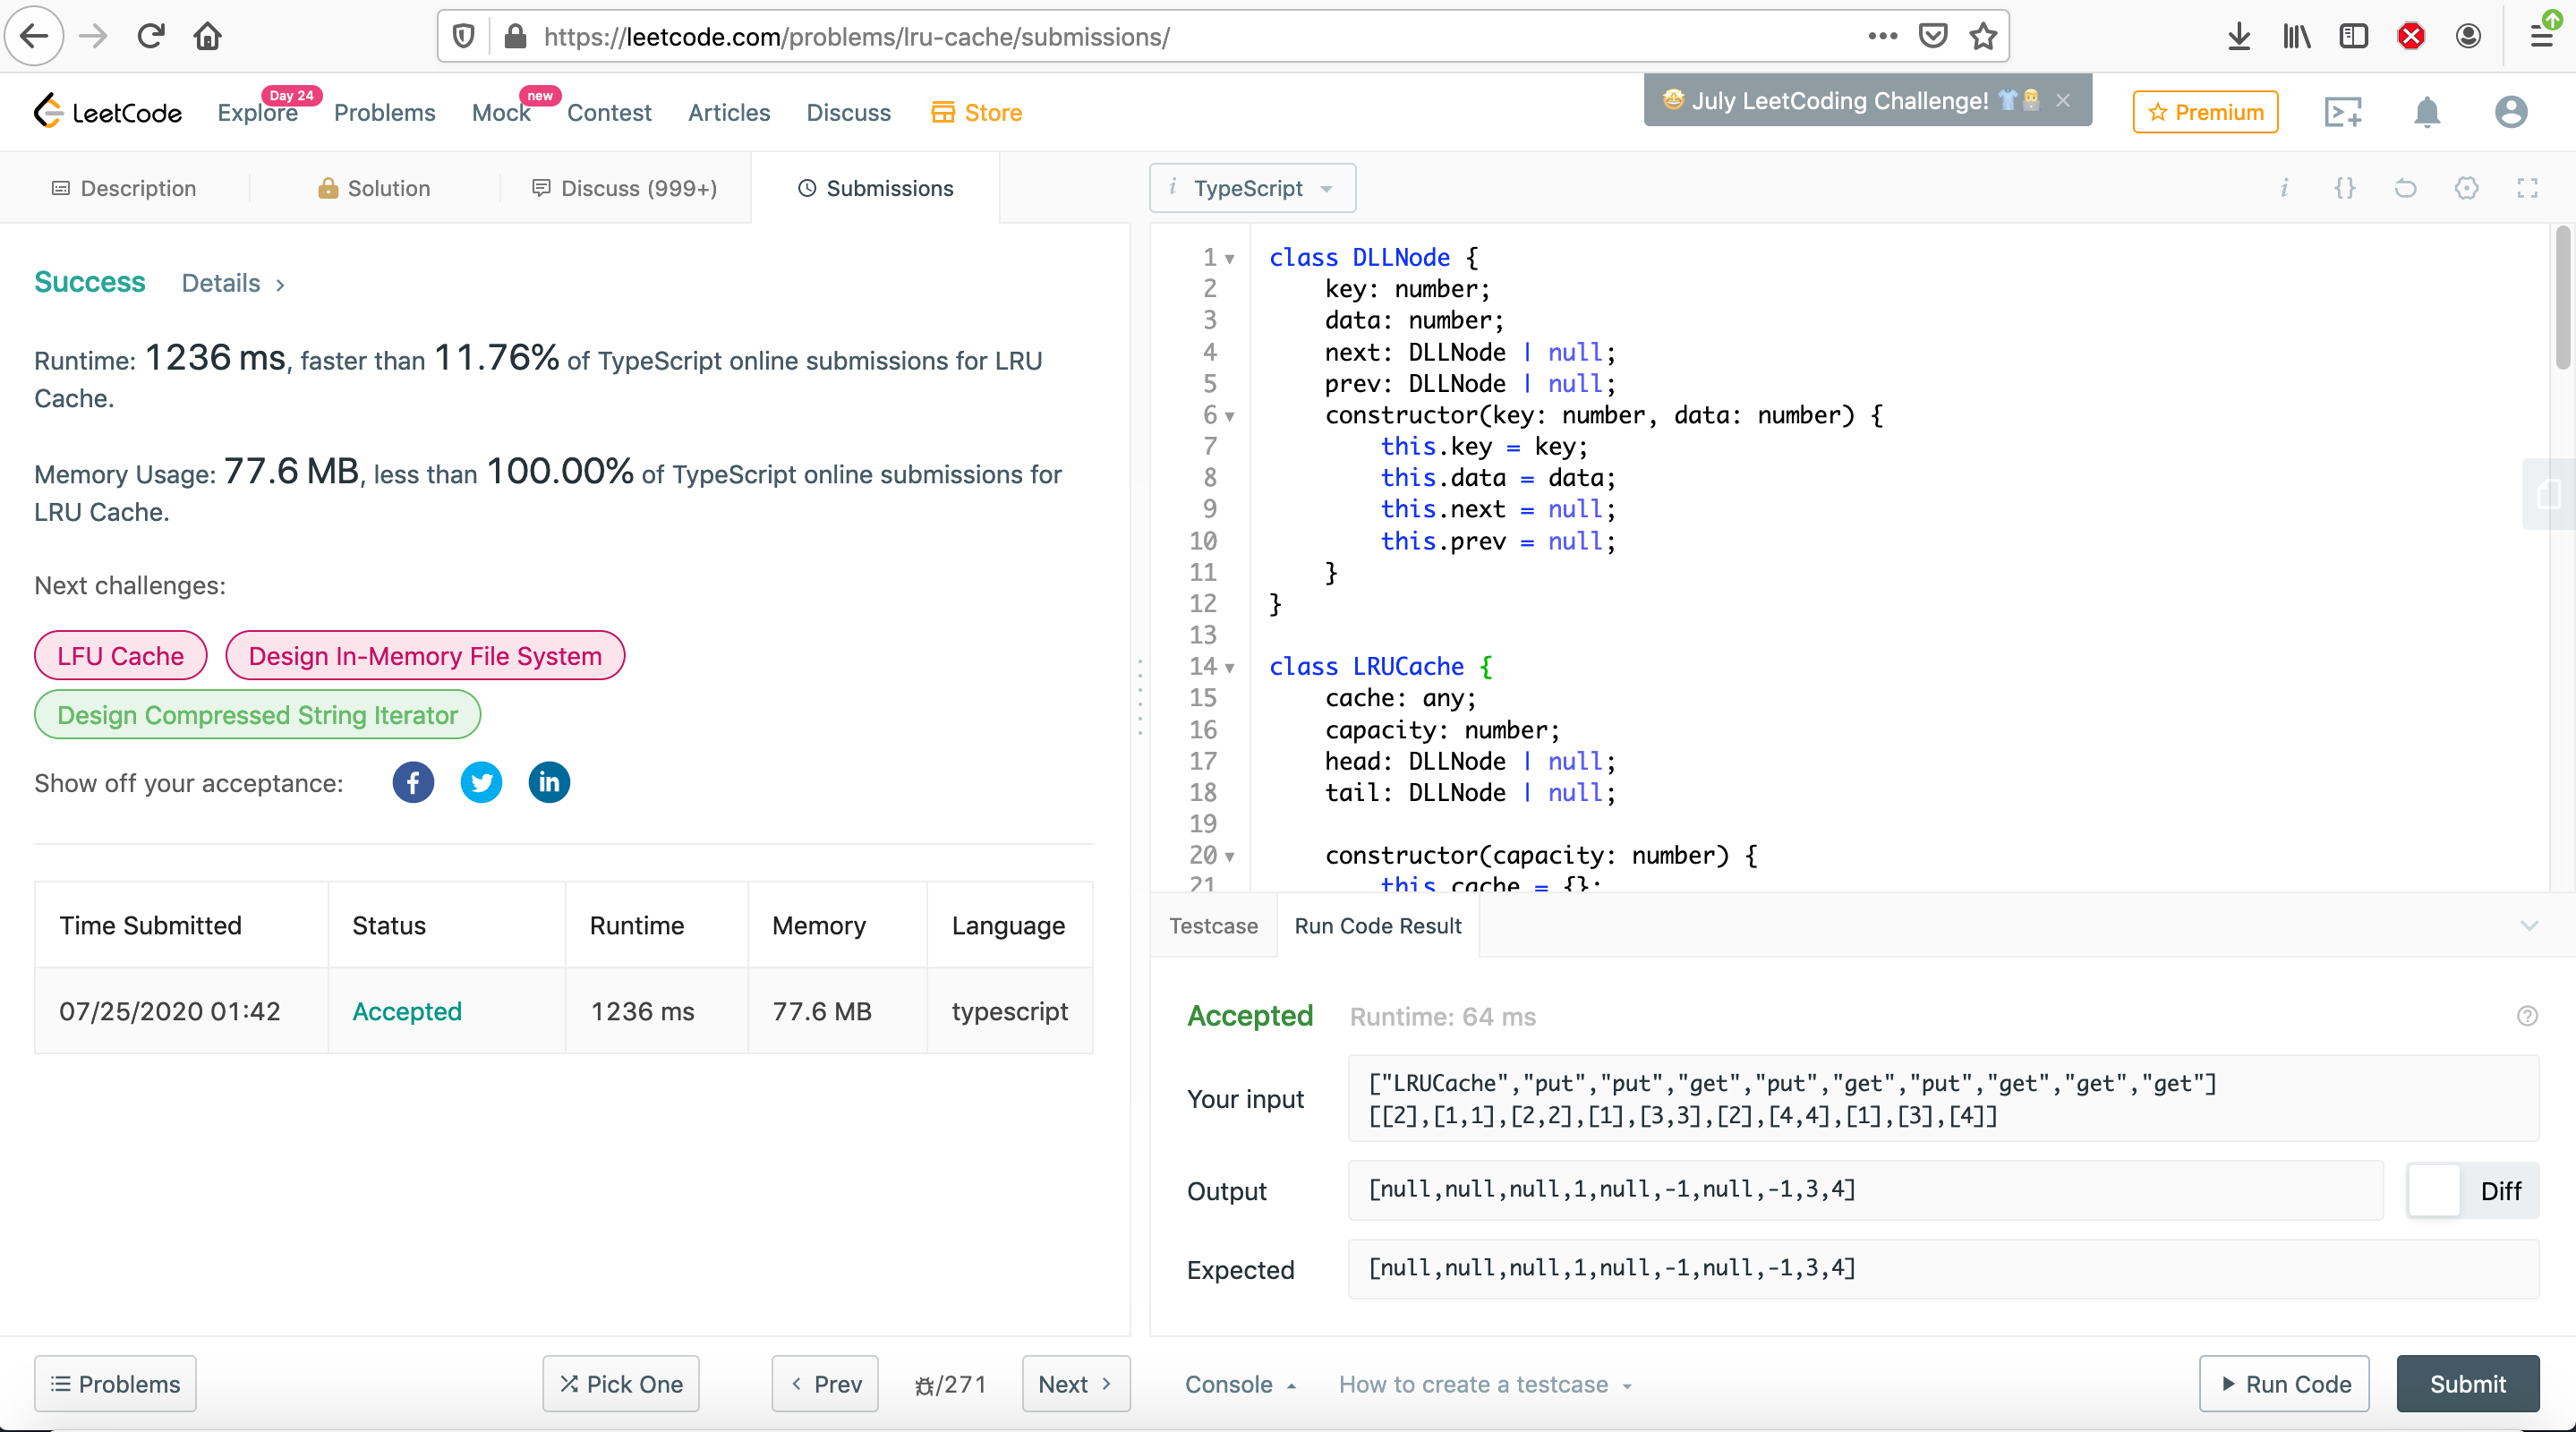 https://leetcode.com/problems/lru-cache/submissions/
LeetCode
Explore
Day 24
Problems
Mock
new
Contest
Articles
Discuss
Store
🤩 July LeetCoding Challenge! 👕
Premium
Description
Solution
Discuss (999+)
Submissions
i TypeScript
Success Details >
Runtime: 1236 ms, faster than 11.76% of TypeScript online submissions for LRU
Cache.
Memory Usage: 77.6 MB, less than 100.00% of TypeScript online submissions for
LRU Cache.
Next challenges:
LFU Cache
Design In-Memory File System
Design Compressed String Iterator
Show off your acceptance:
Time Submitted Status Runtime Memory Language
07/25/2020 01:42 Accepted 1236 ms 77.6 MB typescript
1 class DLLNode {
2 key: number;
3 data: number;
4 next: DLLNode | null;
5 prev: DLLNode | null;
6 constructor(key: number, data: number) {
7 this.key = key;
8 this.data = data;
9 this.next = null;
10 this.prev = null;
11 }
12 }
13
14 class LRUCache {
15 cache: any;
16 capacity: number;
17 head: DLLNode | null;
18 tail: DLLNode | null;
19
20 constructor(capacity: number) {
21 this.cache = {};
Testcase
Run Code Result
Accepted Runtime: 64 ms
Your input
["LRUCache","put","put","get","put","get","put","get","get","get"]
[[2],[1,1],[2,2],[1],[3,3],[2],[4,4],[1],[3],[4]]
Output
[null,null,null,1,null,-1,null,-1,3,4]
Diff
Expected
[null,null,null,1,null,-1,null,-1,3,4]
Problems
Pick One
Prev
/271
Next
Console
How to create a testcase
Run Code
Submit